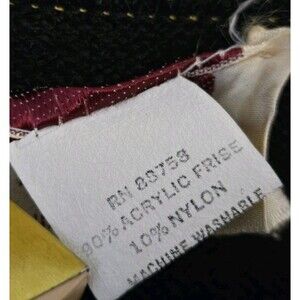 RN 23753
90% ACRYLIC FRISE
10% NYLON
MACHINE WASHABLE